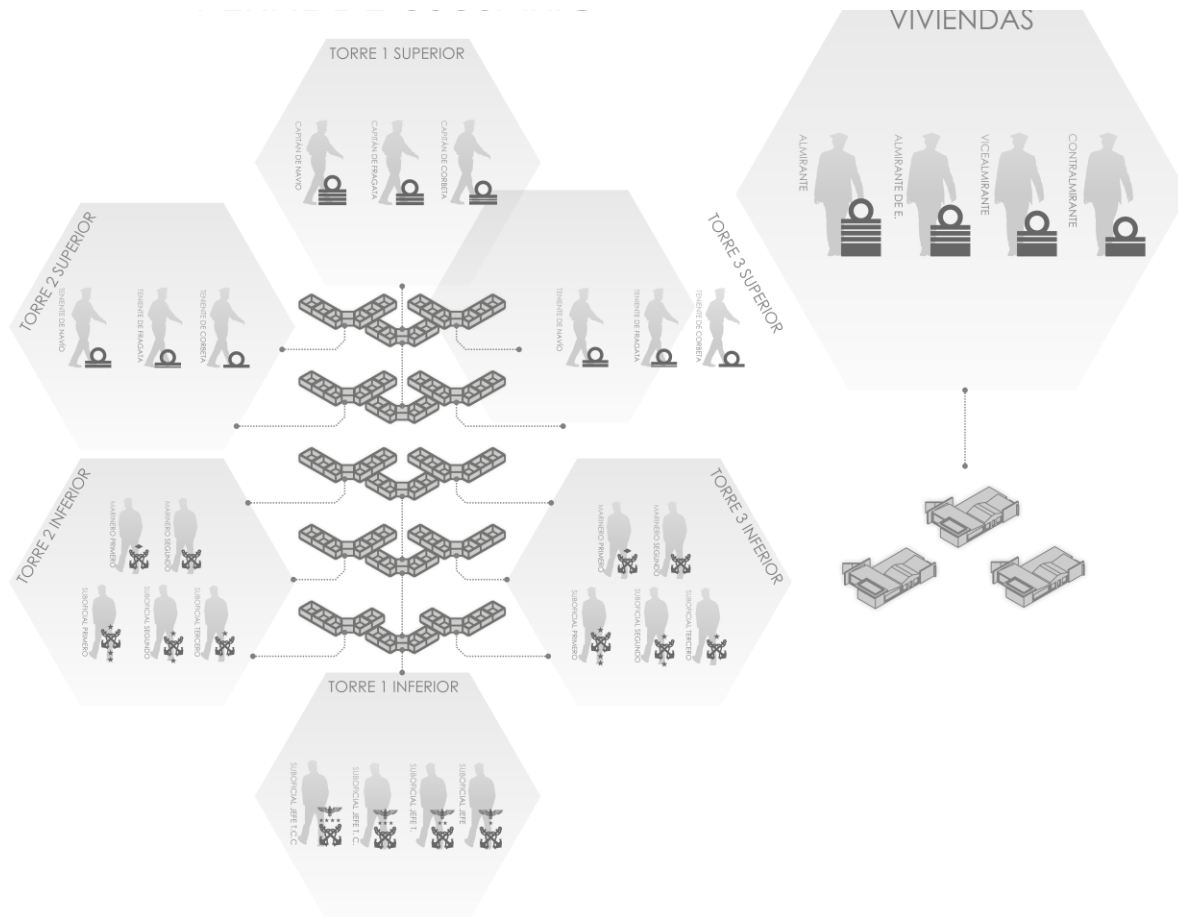 VIVIENDAS
TORRE 1 SUPERIOR
CAPITÁN DE NAVÍO
CAPITÁN DE FRAGATA
CAPITÁN DE CORBETA
ALMIRANTE
ALMIRANTE DE E.
VICEALMIRANTE
CONTRALMIRANTE
TORRE 2 SUPERIOR
TENIENTE DE NAVÍO
TENIENTE DE FRAGATA
TENIENTE DE CORBETA
TORRE 3 SUPERIOR
TENIENTE DE NAVÍO
TENIENTE DE FRAGATA
TENIENTE DE CORBETA
TORRE 2 INFERIOR
MARINERO PRIMERO
MARINERO SEGUNDO
SUBOFICIAL PRIMERO
SUBOFICIAL SEGUNDO
SUBOFICIAL TERCERO
TORRE 3 INFERIOR
MARINERO PRIMERO
MARINERO SEGUNDO
SUBOFICIAL PRIMERO
SUBOFICIAL SEGUNDO
SUBOFICIAL TERCERO
TORRE 1 INFERIOR
SUBOFICIAL JEFE T.C.C
SUBOFICIAL JEFE T. C.
SUBOFICIAL JEFE T.
SUBOFICIAL JEFE